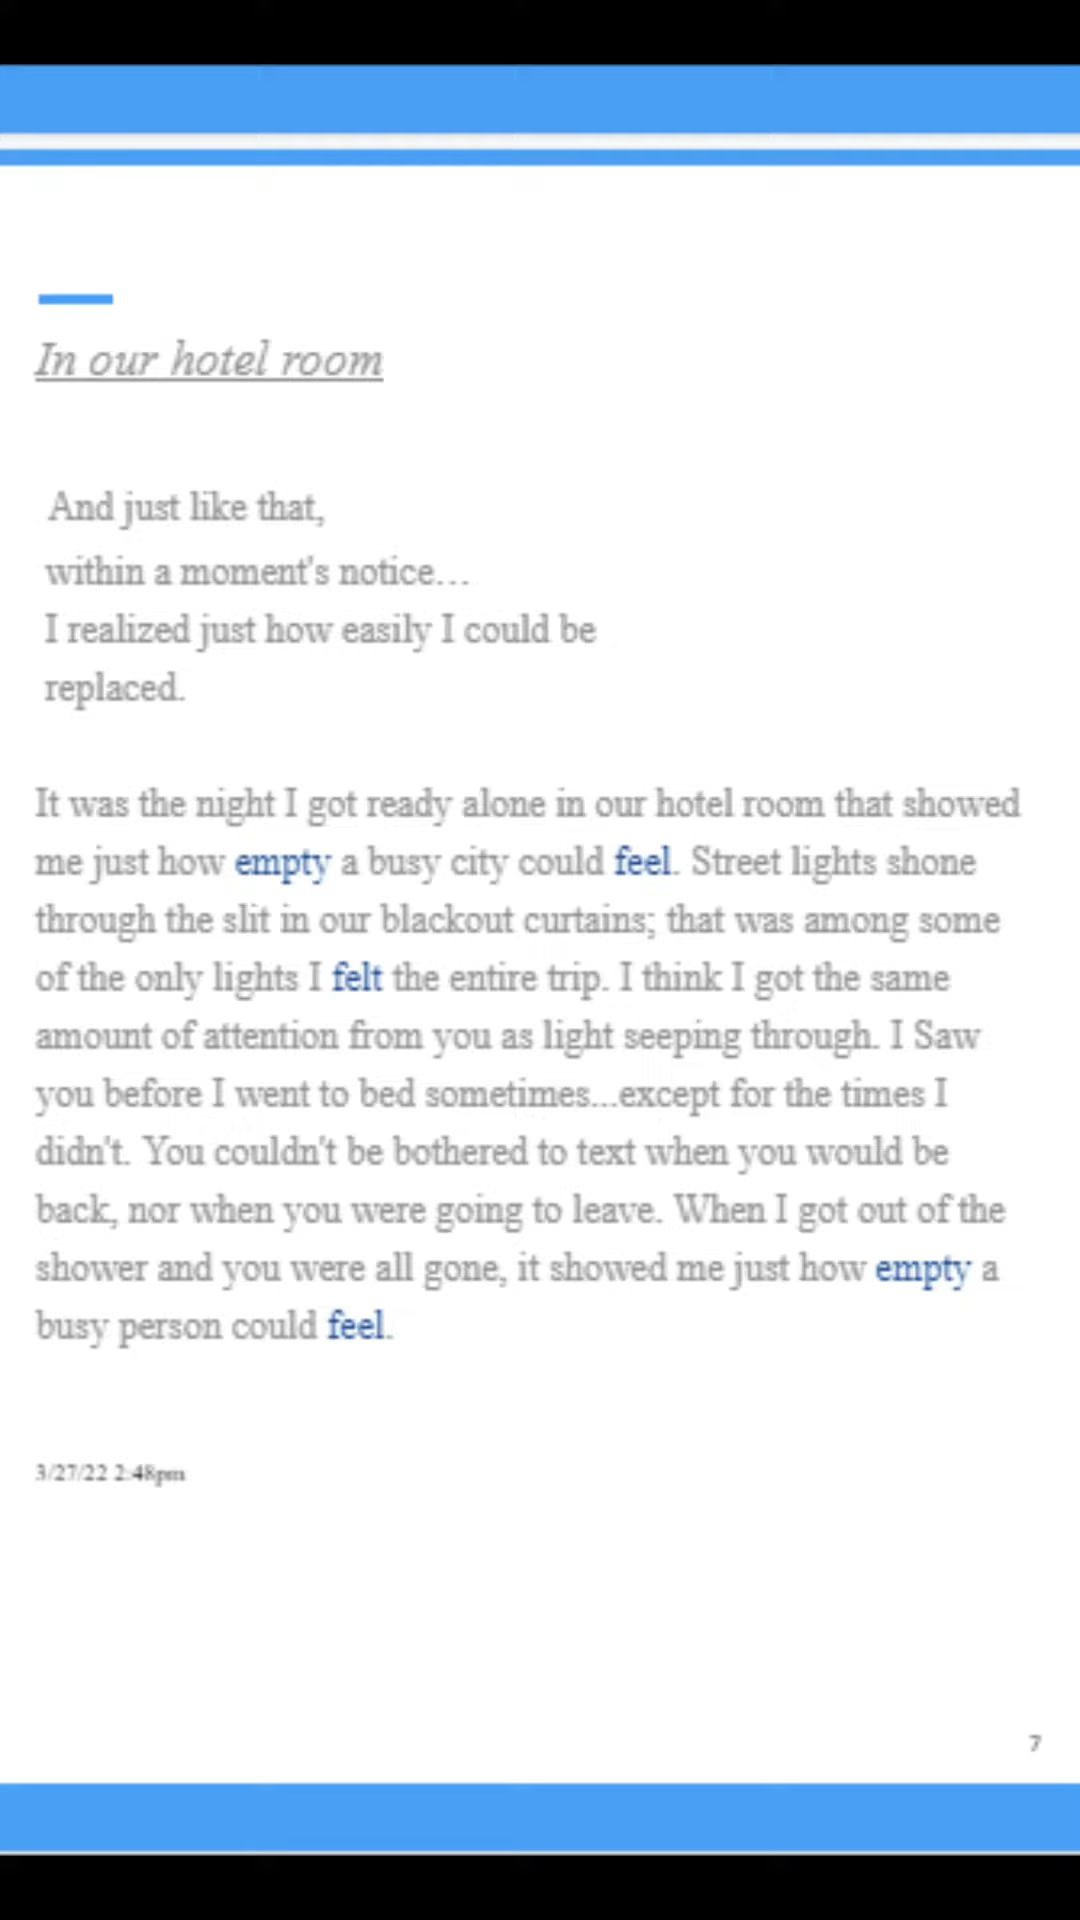 In our hotel room
And just like that,
within a moment's notice...
I realized just how easily I could be
replaced.
It was the night I got ready alone in our hotel room that showed
me just how empty a busy city could feel. Street lights shone
through the slit in our blackout curtains; that was among some
of the only lights I felt the entire trip. I think I got the same
amount of attention from you as light seeping through. I Saw
you before I went to bed sometimes...except for the times I
didn't. You couldn't be bothered to text when you would be
back, nor when you were going to leave. When I got out of the
shower and you were all gone, it showed me just how empty a
busy person could feel.
3/27/22 2:48pm
7